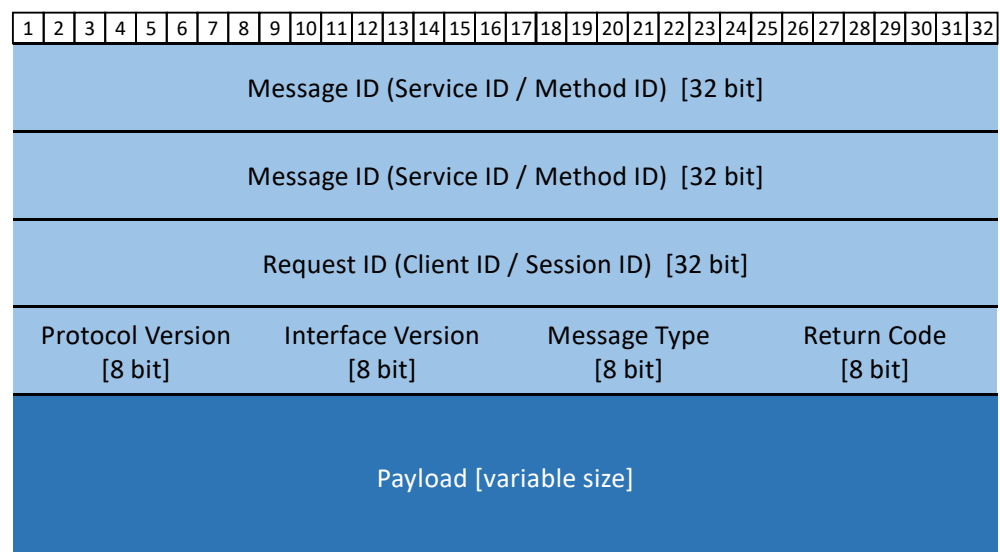 1 2 3 4 5 6 7 8 9 10 11 12 13 14 15 16 17 18 19 20 21 22 23 24 25 26 27 28 29 30 31 32
Message ID (Service ID / Method ID) [32 bit]
Message ID (Service ID / Method ID) [32 bit]
Request ID (Client ID / Session ID) [32 bit]
Protocol Version Interface Version Message Type Return Code
[8 bit] [8 bit] [8 bit] [8 bit]
Payload [variable size]